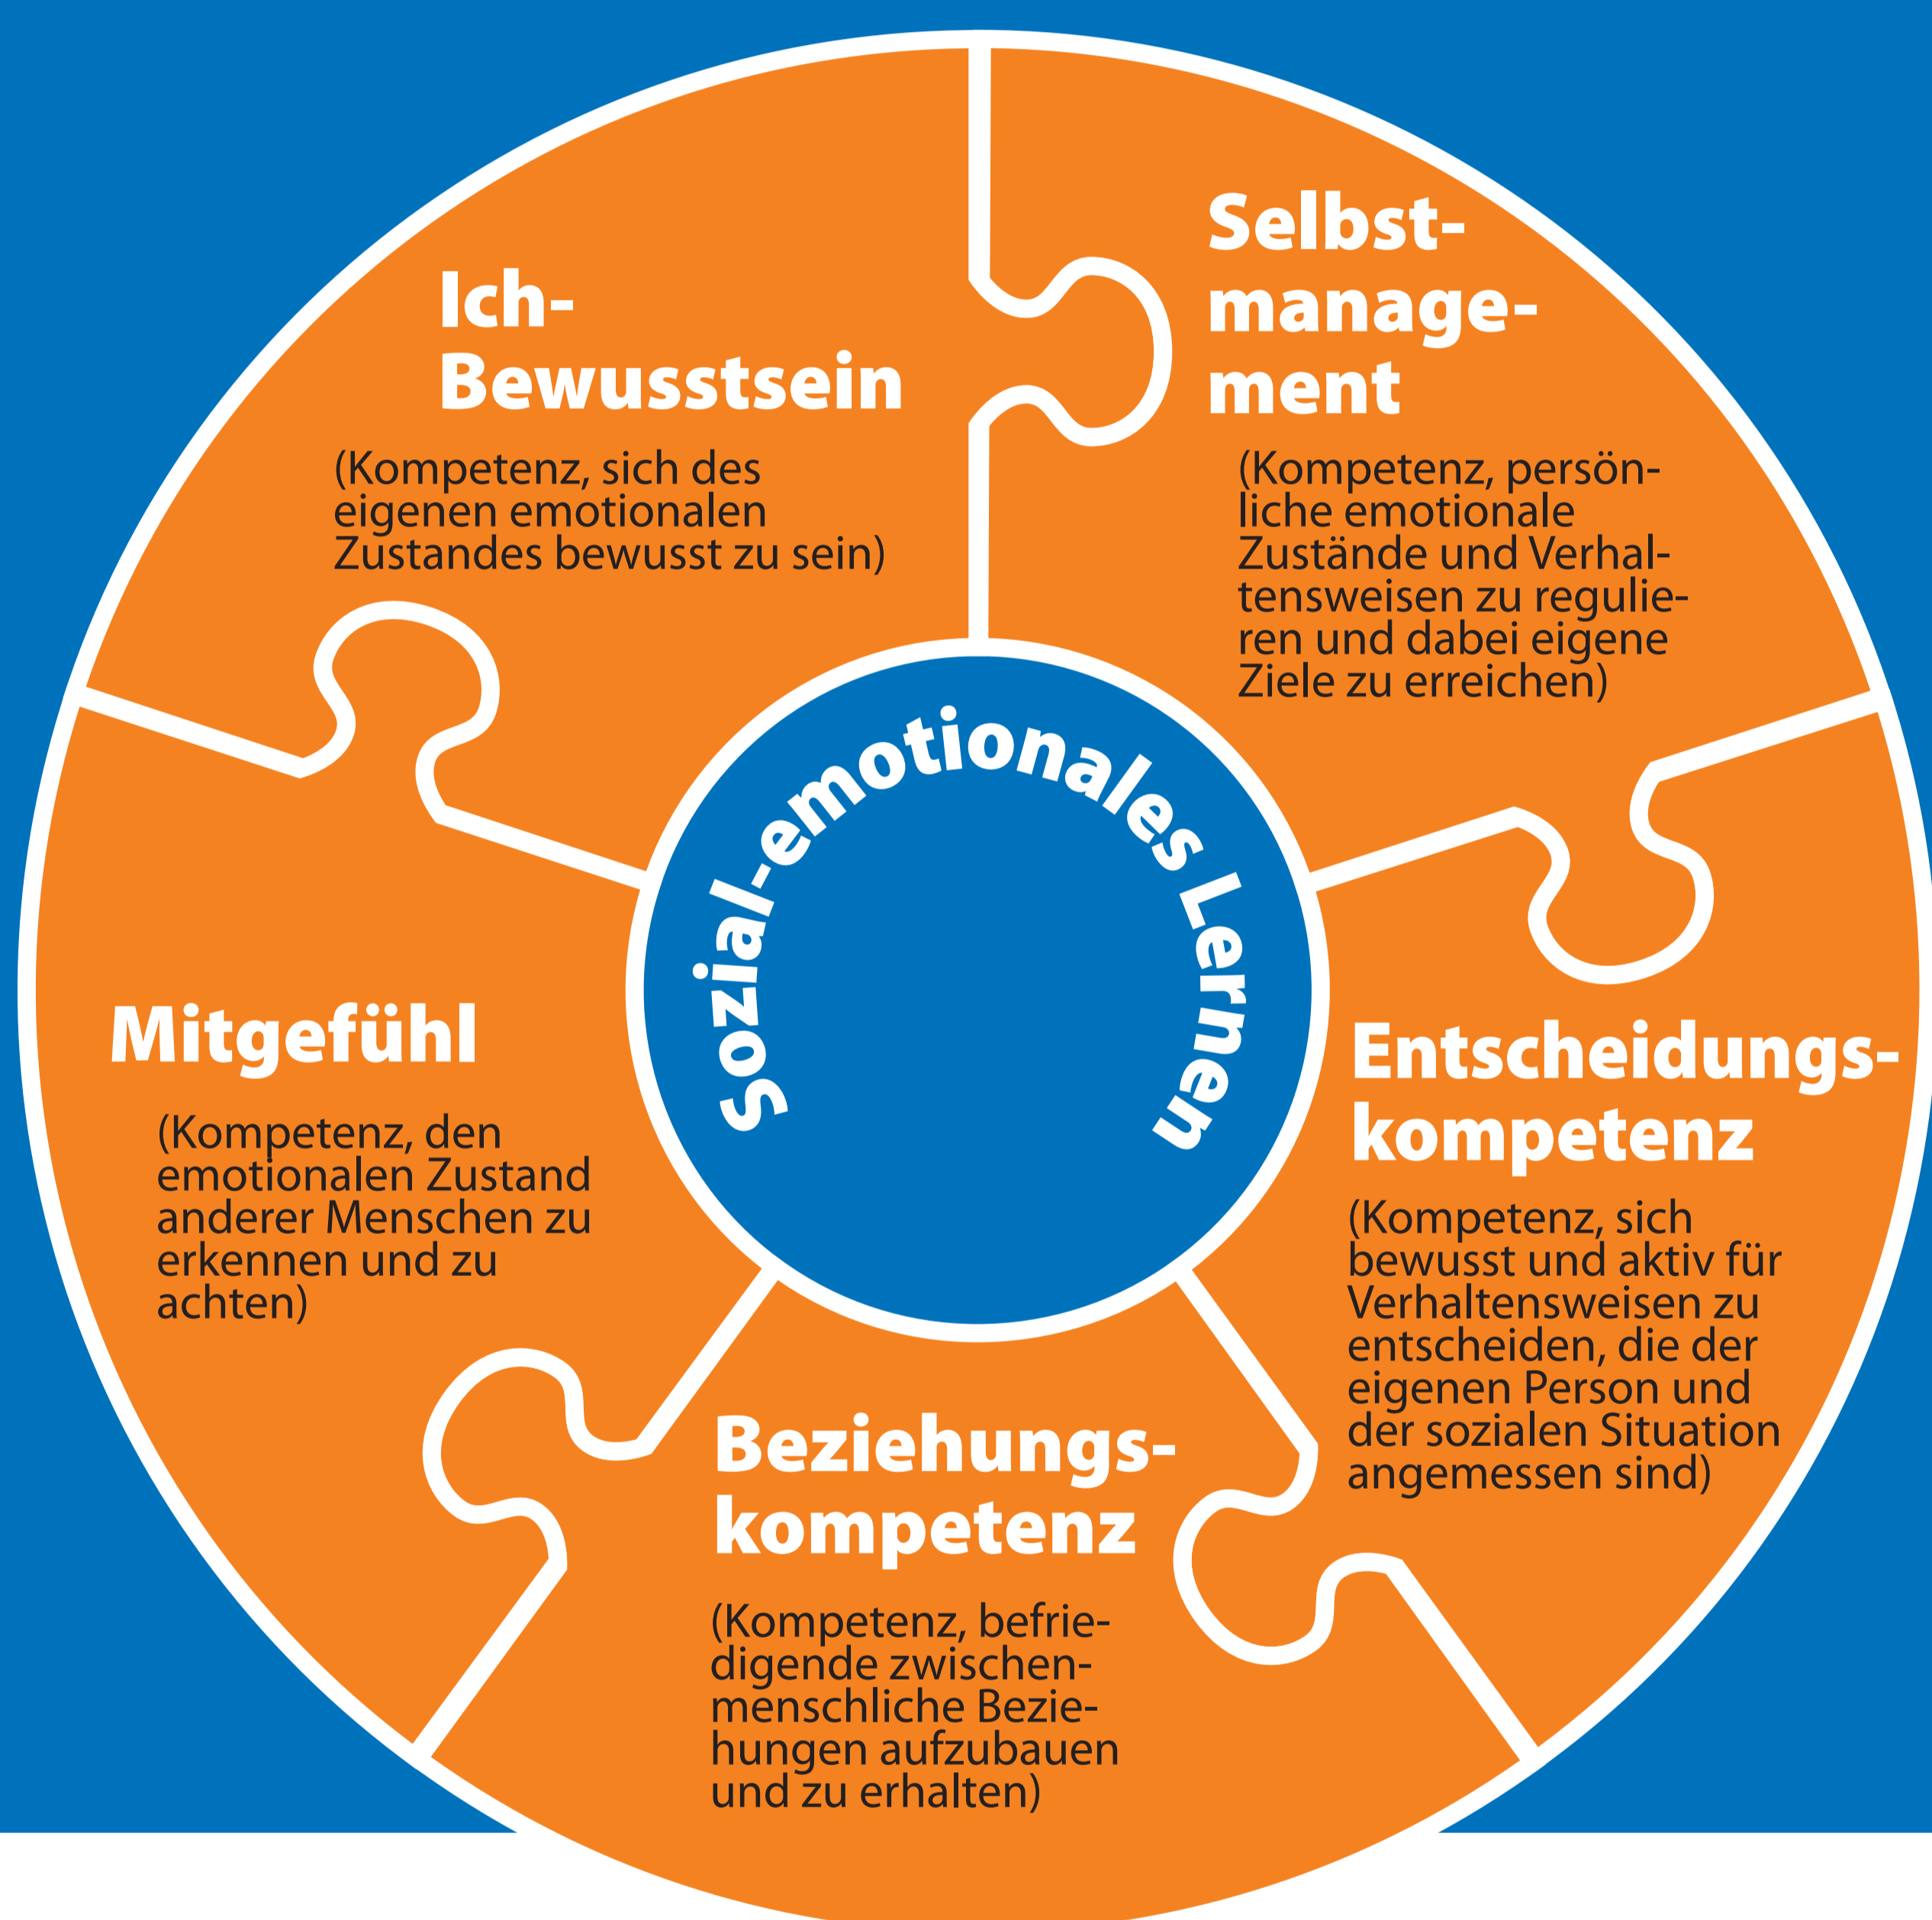 Ich-
Bewusstsein
(Kompetenz, sich des
eigenen emotionalen
Zustandes bewusst zu sein)
Selbst-
manage-
ment
(Kompetenz, persön-
liche emotionale
Zustände und Verhal-
tensweisen zu regulie-
ren und dabei eigene
Ziele zu erreichen)
Sozial-emotionales Lernen
Mitgefühl
(Kompetenz, den
emotionalen Zustand
anderer Menschen zu
erkennen und zu
achten)
Entscheidungs-
kompetenz
(Kompetenz, sich
bewusst und aktiv für
Verhaltensweisen zu
entscheiden, die der
eigenen Person und
der sozialen Situation
angemessen sind)
Beziehungs-
kompetenz
(Kompetenz, befrie-
digende zwischen-
menschliche Bezie-
hungen aufzubauen
und zu erhalten)